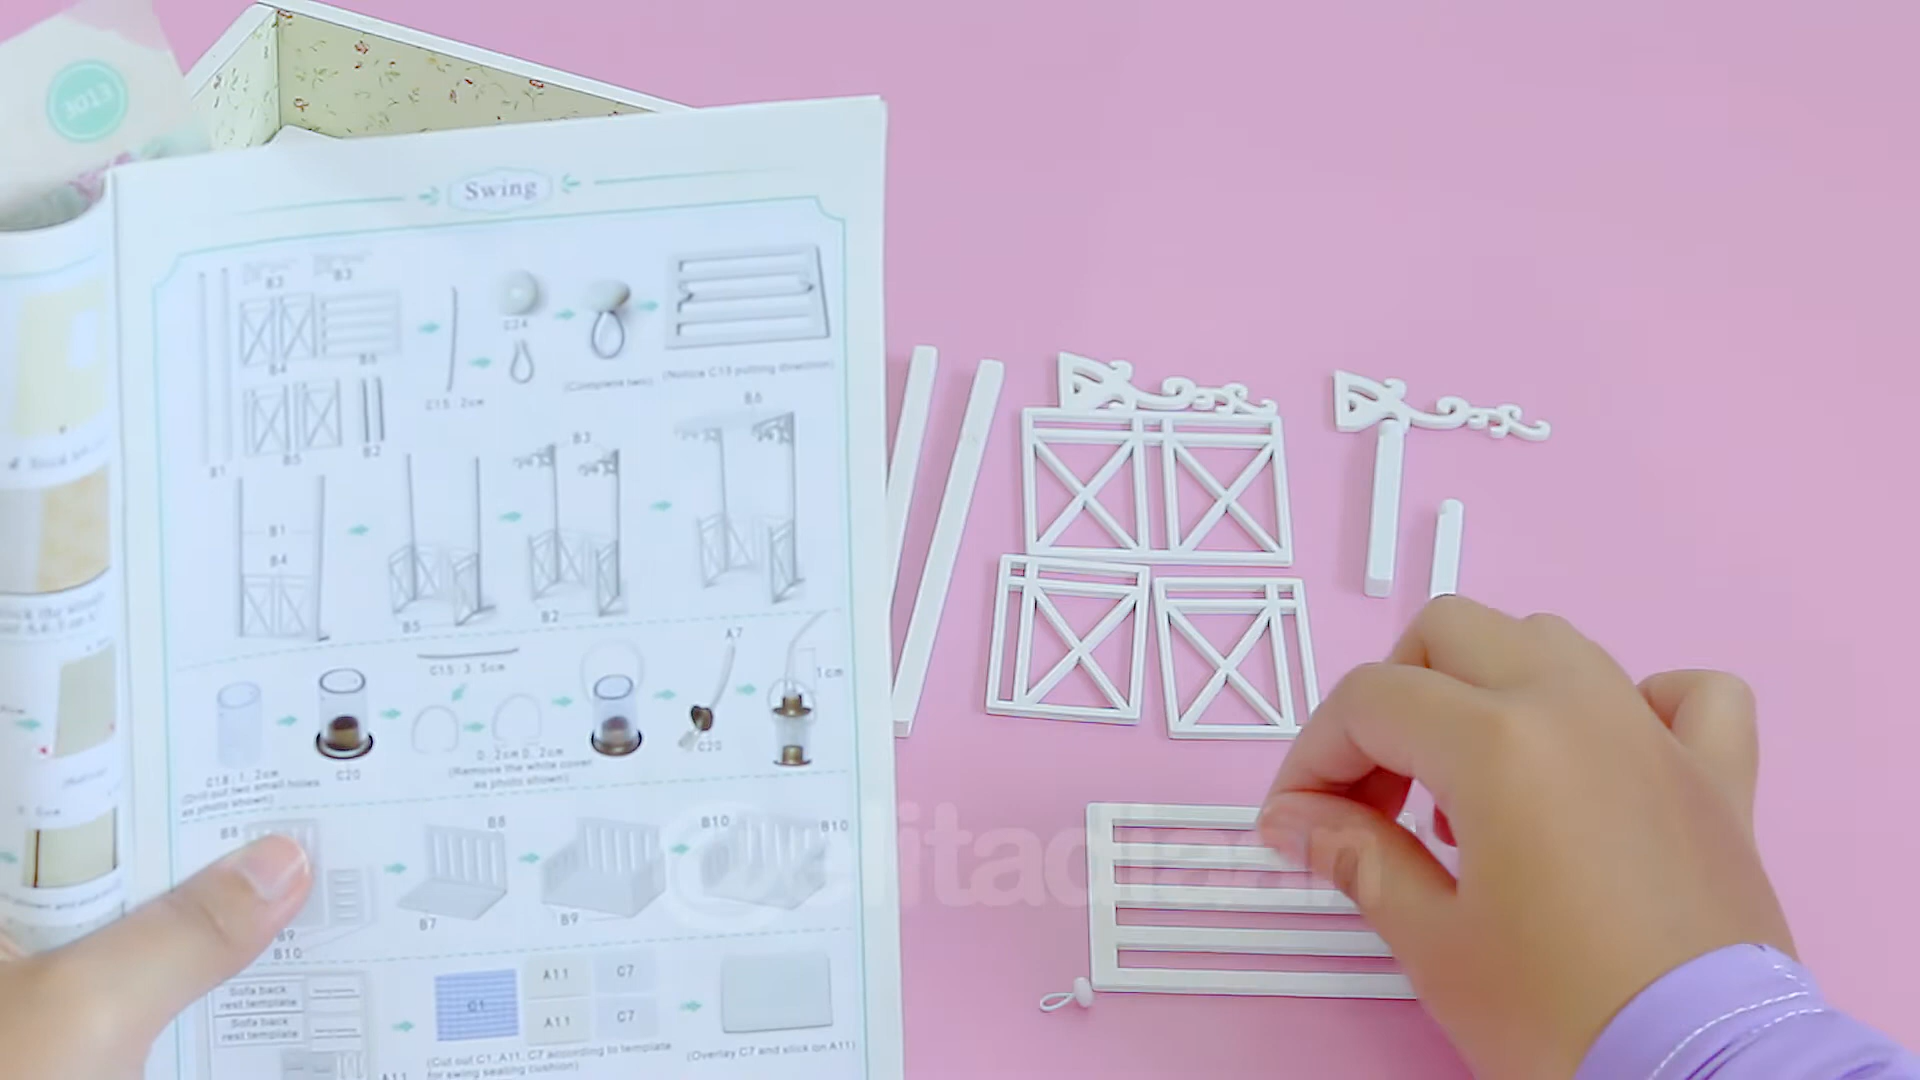 3013
Swing
B3 B3
C24
B4 B6
(Complete two) (Notice C15 putting direction)
C15:2cm
B1 B5 B2
B6
B3
B1
B4
B5 B2
A7
C15:3.5cm
1cm
C18:1.2cm
(Drill out two small holes
as photo shown)
C20
0.2cm 0.2cm
(Remove the white cover
as photo shown)
C20
B8 B8 B10 B10
B7 B9
B9
B10
Sofa back
rest template
Sofa back
rest template
A11
C1
A11 C7
A11 C7
(Cut out C1, A11, C7 according to template
for swing seating cushion)
(Overlay C7 and stick on A11)
@elitadiaan